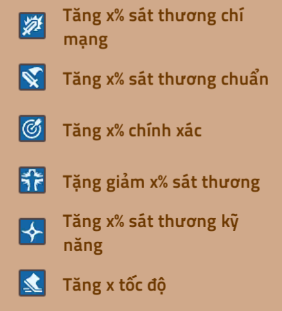 Tăng x% sát thương chí
mạng
Tăng x% sát thương chuẩn
Tăng x% chính xác
Tặng giảm x% sát thương
Tăng x% sát thương kỹ
năng
Tăng x tốc độ